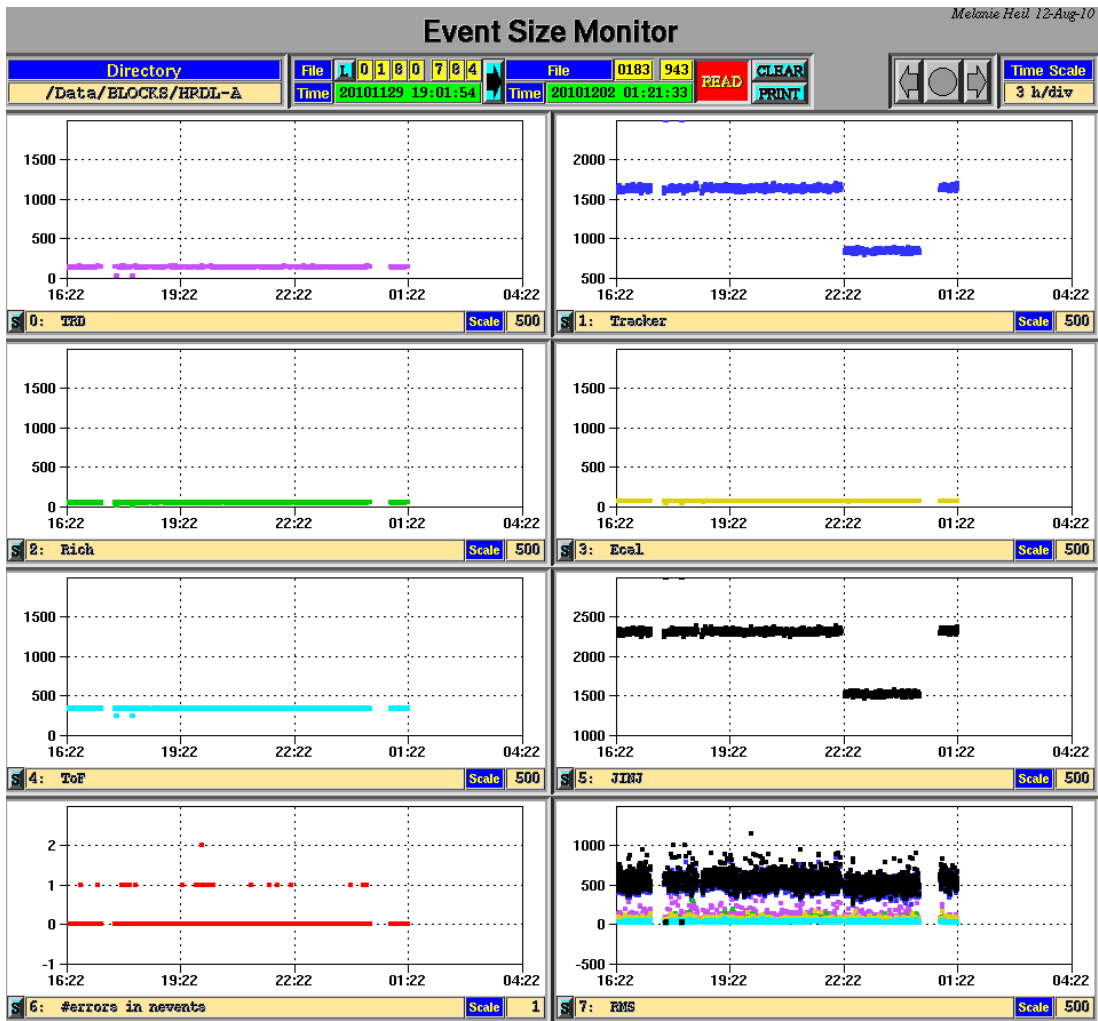 Melanie Heil 12-Aug-10
Event Size Monitor
Directory
/Data/BLOCKS/HRDL-A
File L 0 1 8 0 7 8 4 File 0183 943 READ CLEAR
Time 20101129 19:01:54 Time 20101202 01:21:33 PRINT
Time Scale
3 h/div
1500
1000
500
0
16:22 19:22 22:22 01:22 04:22
S 0: TRD Scale 500
2000
1500
1000
500
16:22 19:22 22:22 01:22 04:22
S 1: Tracker Scale 500
1500
1000
500
0
16:22 19:22 22:22 01:22 04:22
S 2: Rich Scale 500
1500
1000
500
0
16:22 19:22 22:22 01:22 04:22
S 3: Ecal Scale 500
1500
1000
500
0
16:22 19:22 22:22 01:22 04:22
S 4: ToF Scale 500
2500
2000
1500
1000
16:22 19:22 22:22 01:22 04:22
S 5: JINJ Scale 500
2
1
0
-1
16:22 19:22 22:22 01:22 04:22
S 6: #errors in nevents Scale 1
1000
500
0
-500
16:22 19:22 22:22 01:22 04:22
S 7: RMS Scale 500